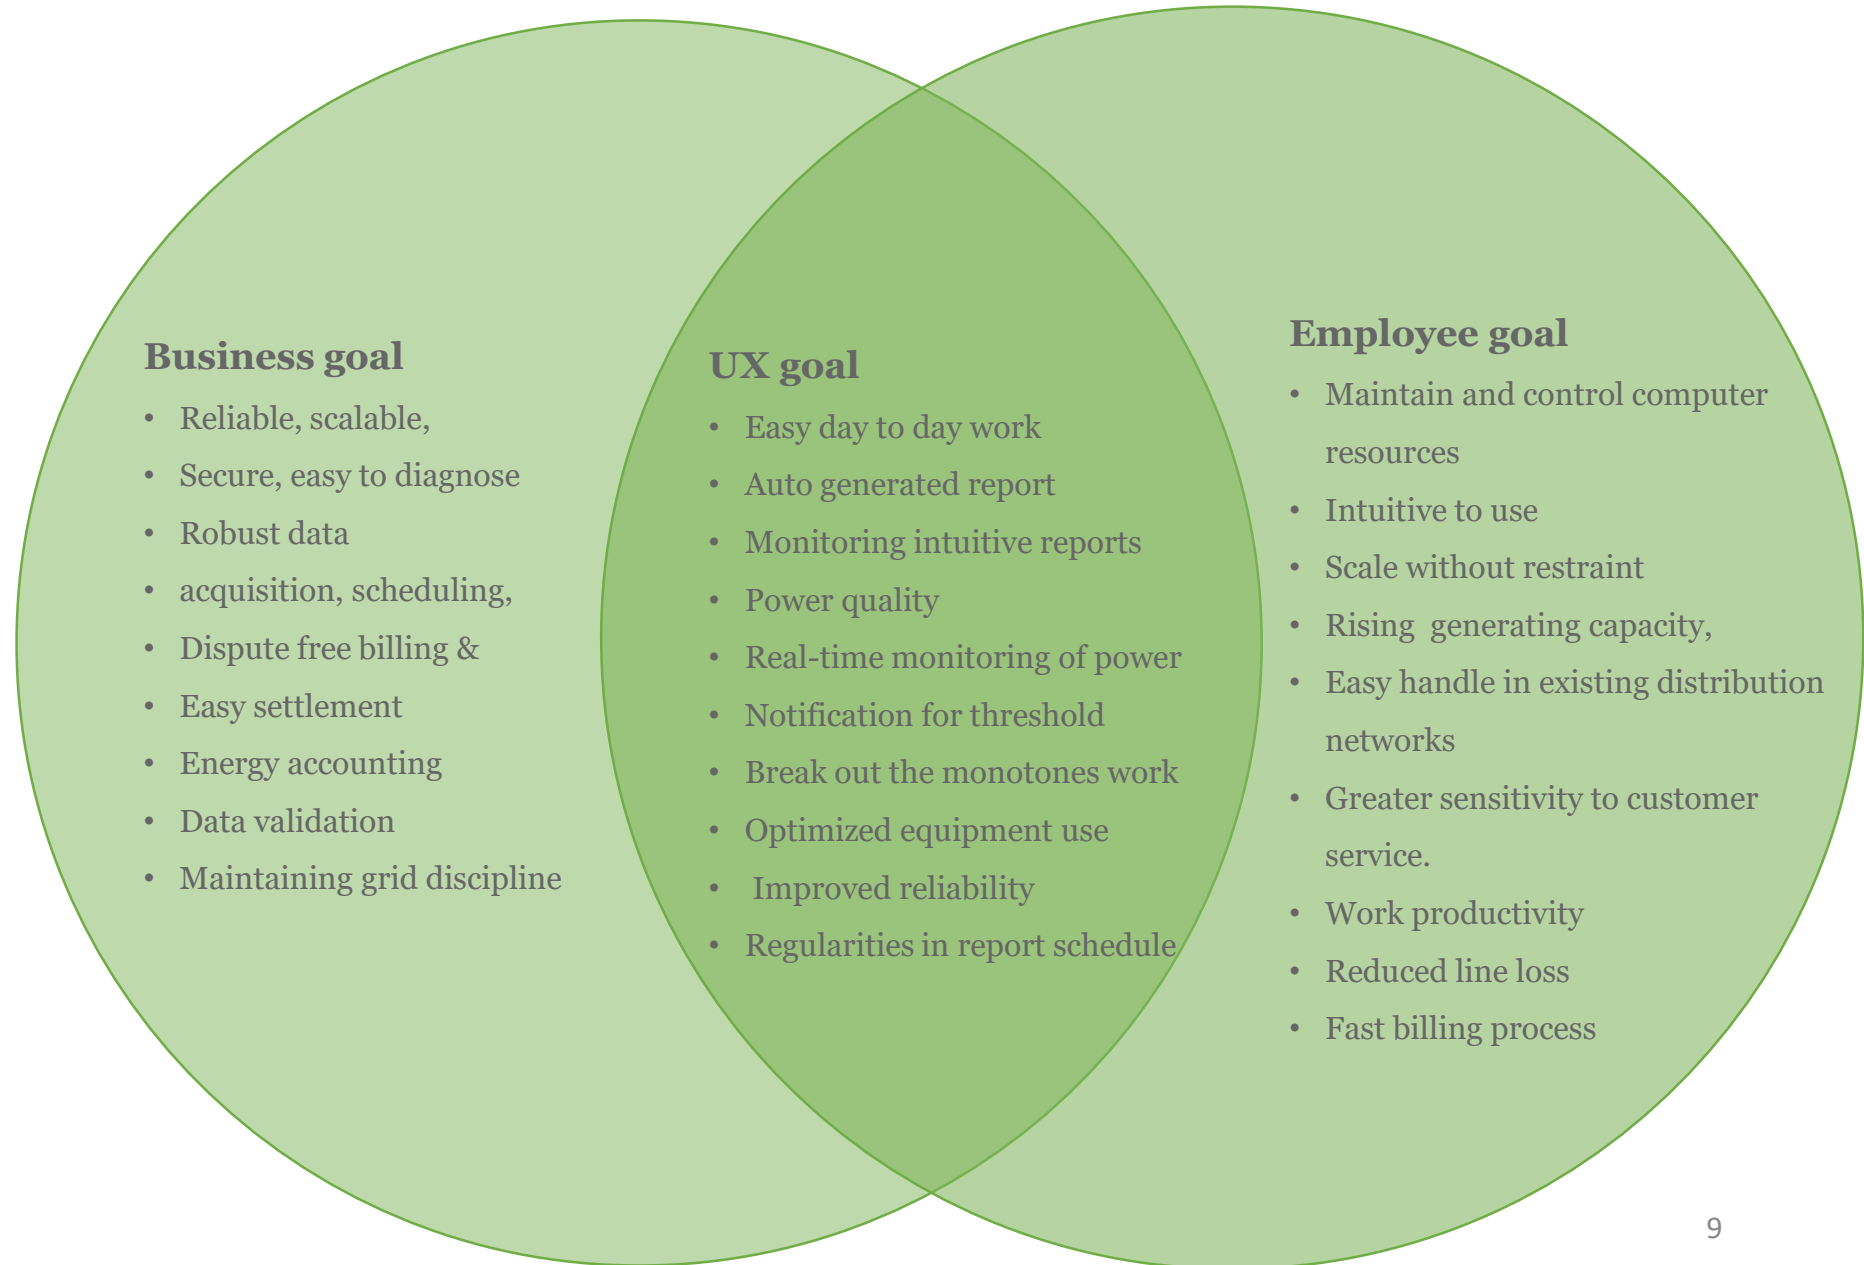 Business goal
• Reliable, scalable,
• Secure, easy to diagnose
• Robust data
• acquisition, scheduling,
• Dispute free billing &
• Easy settlement
• Energy accounting
• Data validation
• Maintaining grid discipline
UX goal
• Easy day to day work
• Auto generated report
• Monitoring intuitive reports
• Power quality
• Real-time monitoring of power
• Notification for threshold
• Break out the monotones work
• Optimized equipment use
• Improved reliability
• Regularities in report schedule
Employee goal
• Maintain and control computer
resources
• Intuitive to use
• Scale without restraint
• Rising  generating capacity,
• Easy handle in existing distribution
networks
• Greater sensitivity to customer
service.
• Work productivity
• Reduced line loss
• Fast billing process
9